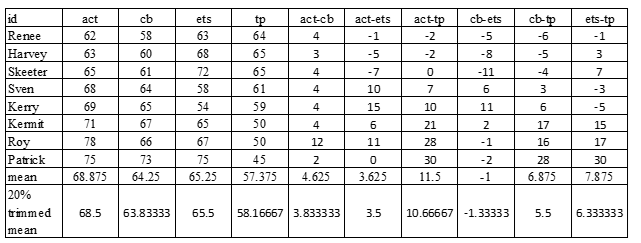 id act cb ets tp act-cb act-ets act-tp cb-ets cb-tp ets-tp
Renee 62 58 63 64 4 -1 -2 -5 -6 -1
Harvey 63 60 68 65 3 -5 -2 -8 -5 3
Skeeter 65 61 72 65 4 -7 0 -11 -4 7
Sven 68 64 58 61 4 10 7 6 3 -3
Kerry 69 65 54 59 4 15 10 11 6 -5
Kermit 71 67 65 50 4 6 21 2 17 15
Roy 78 66 67 50 12 11 28 -1 16 17
Patrick 75 73 75 45 2 0 30 -2 28 30
mean 68.875 64.25 65.25 57.375 4.625 3.625 11.5 -1 6.875 7.875
20%
trimmed 68.5 63.83333 65.5 58.16667 3.833333 3.5 10.66667 -1.33333 5.5 6.333333
mean